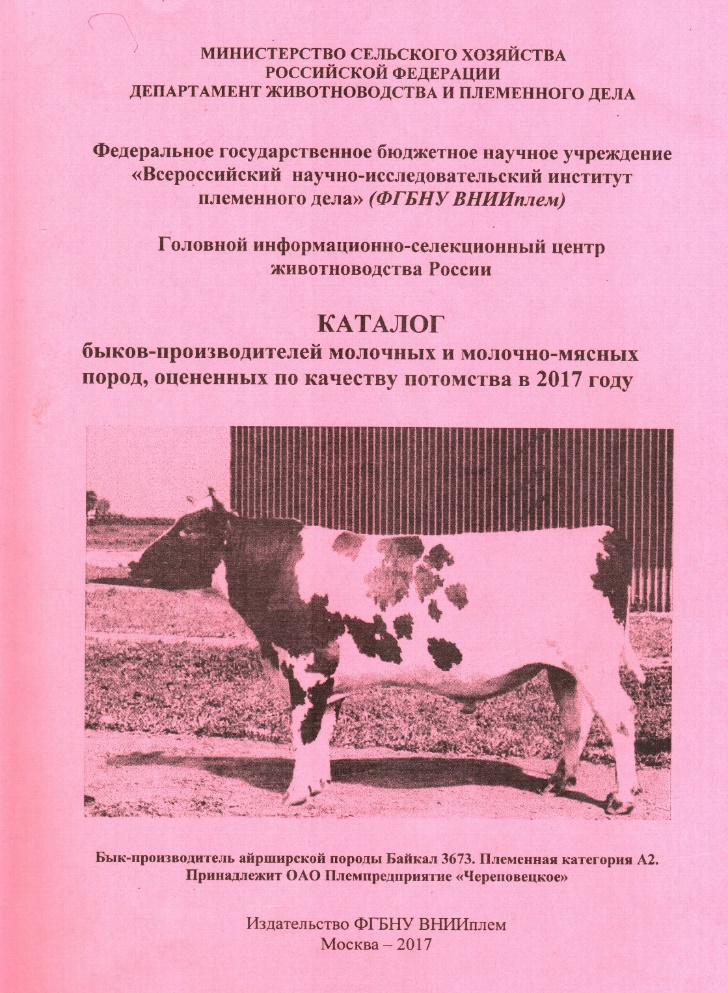 МИНИСТЕРСТВО СЕЛЬСКОГО ХОЗЯЙСТВА
РОССИЙСКОЙ ФЕДЕРАЦИИ
ДЕПАРТАМЕНТ ЖИВОТНОВОДСТВА И ПЛЕМЕННОГО ДЕЛА
Федеральное государственное бюджетное научное учреждение
«Всероссийский научно-исследовательский институт
племенного дела» (ФГБНУ ВНИИплем)
Головной информационно-селекционный центр
животноводства России
КАТАЛОГ
быков-производителей молочных и молочно-мясных
пород, оцененных по качеству потомства в 2017 году
Бык-производитель айрширской породы Байкал 3673. Племенная категория А2.
Принадлежит ОАО Племпредприятие «Череповецкое»
Издательство ФГБНУ ВНИИплем
Москва – 2017